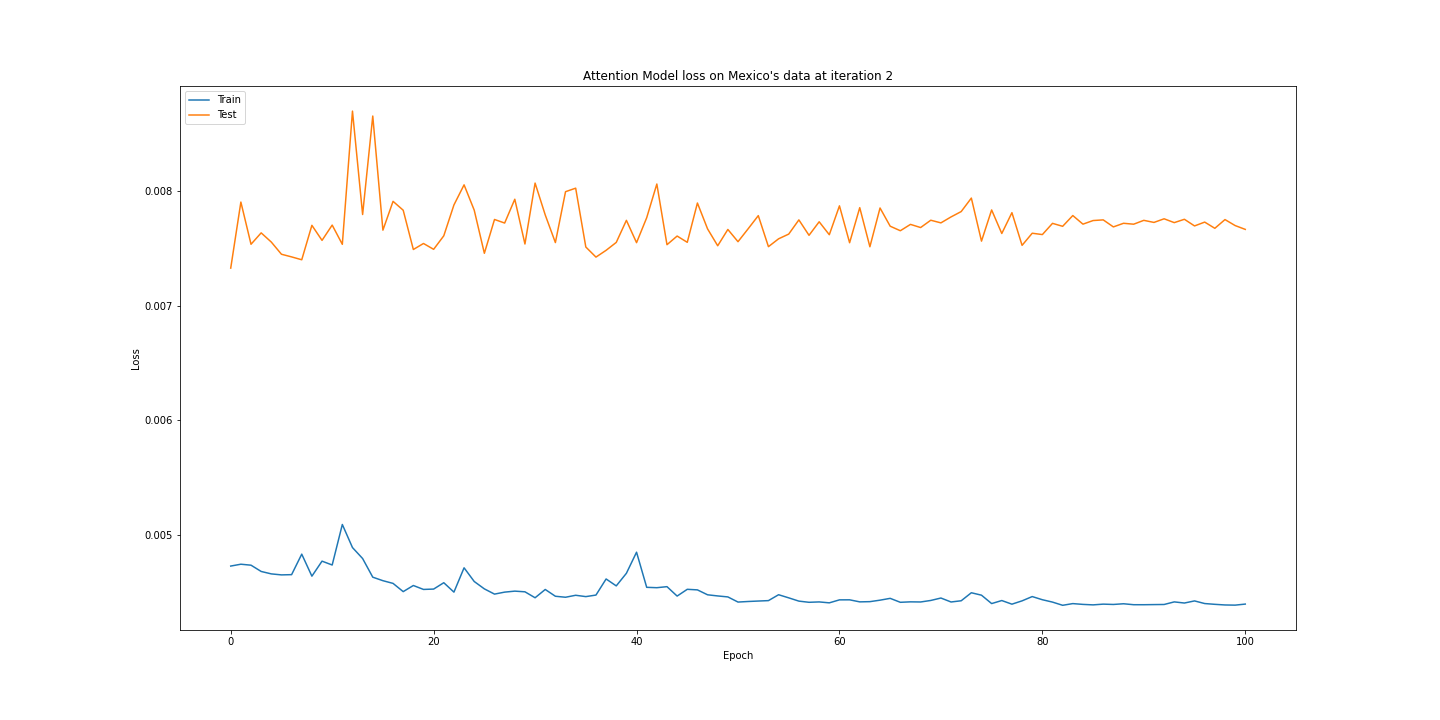 Attention Model loss on Mexico's data at iteration 2
Train
Test
0.008
0.007
0.006
0.005
Loss
0
20
40
60
80
100
Epoch